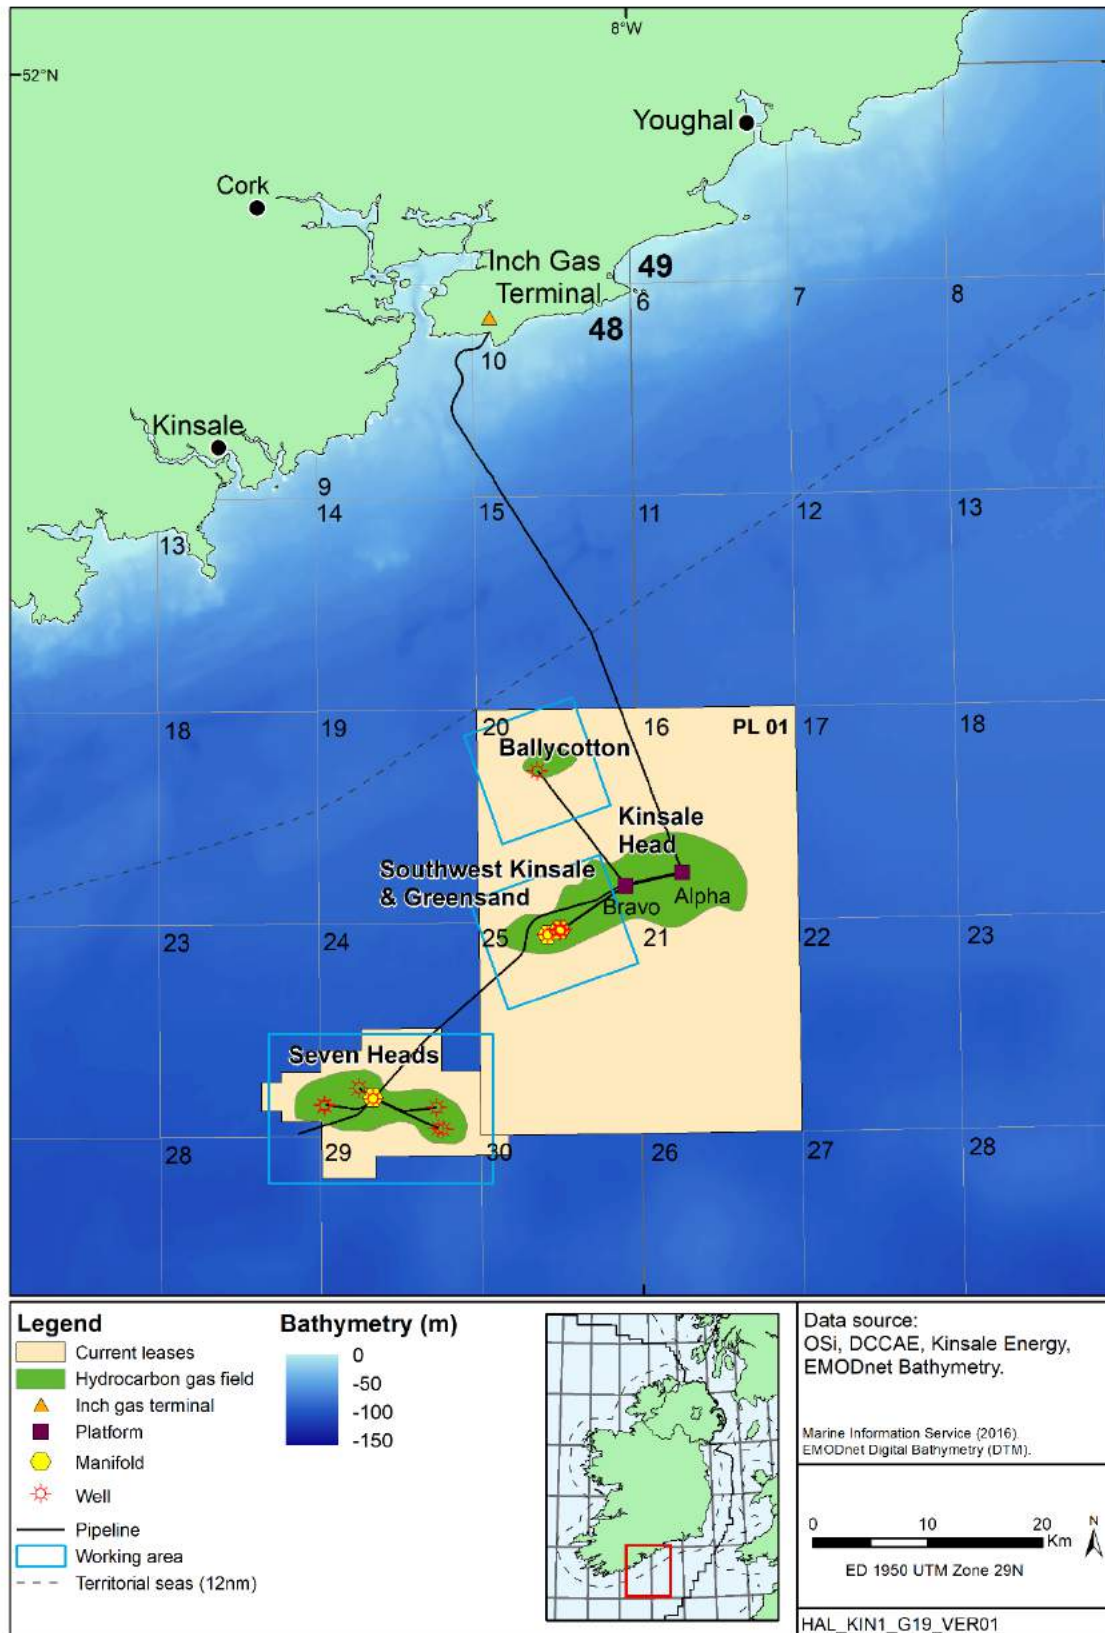 8°W
52°N
Youghal
Cork
Inch Gas
Terminal
49
6
7
8
48
10
Kinsale
9
14
15
11
12
13
13
18
19
20
16
PL 01
17
18
Ballycotton
Kinsale
Head
Southwest Kinsale
& Greensand
Bravo
Alpha
23
24
25
21
22
23
Seven Heads
28
29
30
26
27
28
Legend
Current leases
Hydrocarbon gas field
Inch gas terminal
Platform
Manifold
Well
Pipeline
Working area
Territorial seas (12nm)
Bathymetry (m)
0
-50
-100
-150
Data source:
OSi, DCCAE, Kinsale Energy,
EMODnet Bathymetry.
Marine Information Service (2016).
EMODnet Digital Bathymetry (DTM).
0 10 20
Km
N
ED 1950 UTM Zone 29N
HAL_KIN1_G19_VER01